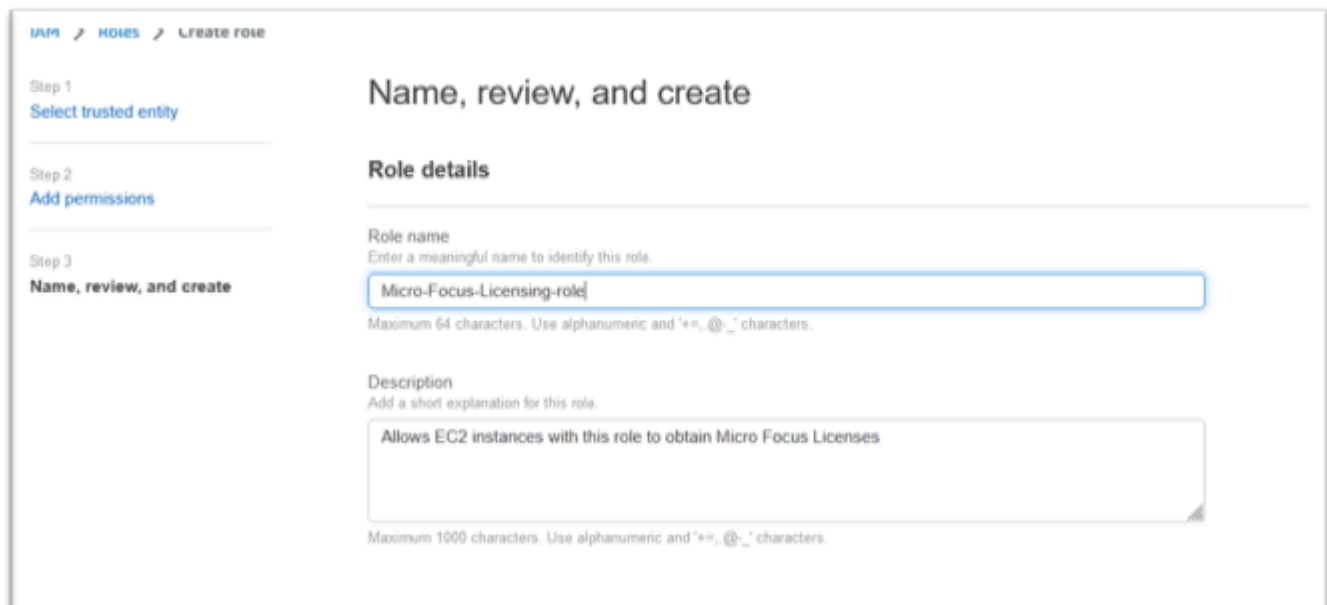 IAM > Roles > Create role
Step 1
Select trusted entity
Step 2
Add permissions
Step 3
Name, review, and create
Name, review, and create
Role details
Role name
Enter a meaningful name to identify this role.
Micro-Focus-Licensing-role
Maximum 64 characters. Use alphanumeric and '+=,.@-_' characters.
Description
Add a short explanation for this role.
Allows EC2 instances with this role to obtain Micro Focus Licenses
Maximum 1000 characters. Use alphanumeric and '+=,.@-_' characters.